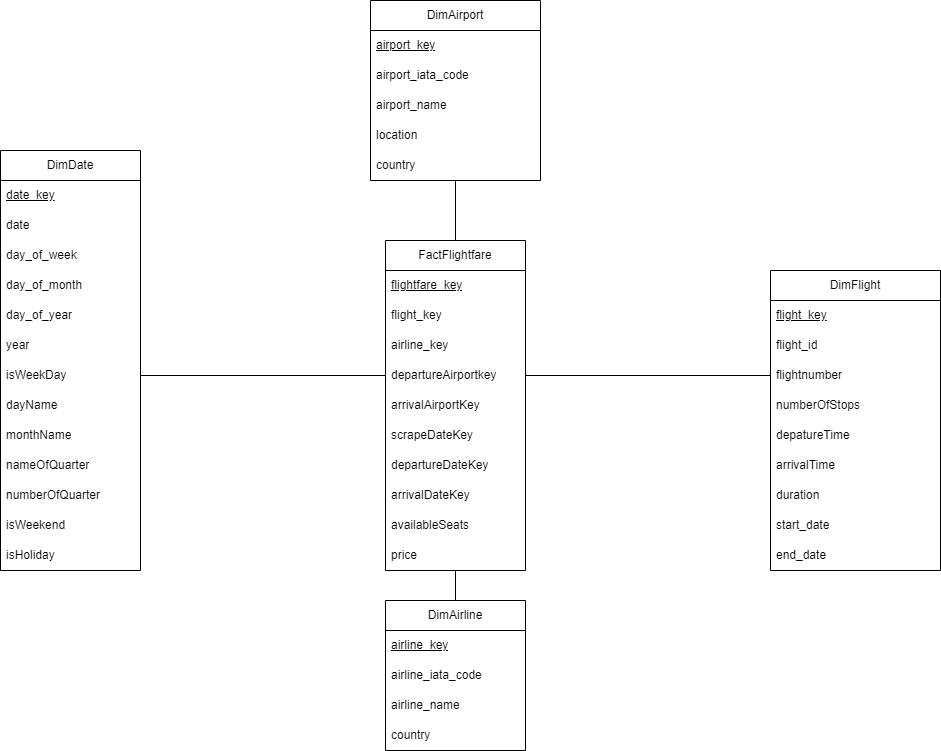 DimAirport
airport_key
airport_iata_code
airport_name
location
country
DimDate
date_key
date
day_of_week
day_of_month
day_of_year
year
isWeekDay
dayName
monthName
nameOfQuarter
numberOfQuarter
isWeekend
isHoliday
FactFlightfare
flightfare_key
flight_key
airline_key
departureAirportkey
arrivalAirportKey
scrapeDateKey
departureDateKey
arrivalDateKey
availableSeats
price
DimFlight
flight_key
flight_id
flightnumber
numberOfStops
depatureTime
arrivalTime
duration
start_date
end_date
DimAirline
airline_key
airline_iata_code
airline_name
country